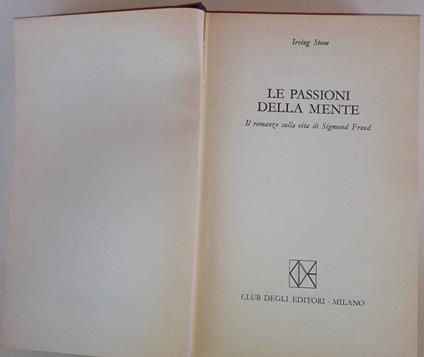 Irving Stone
LE PASSIONI
DELLA MENTE
Il romanzo sulla vita di Sigmund Freud
CLUB DEGLI EDITORI - MILANO